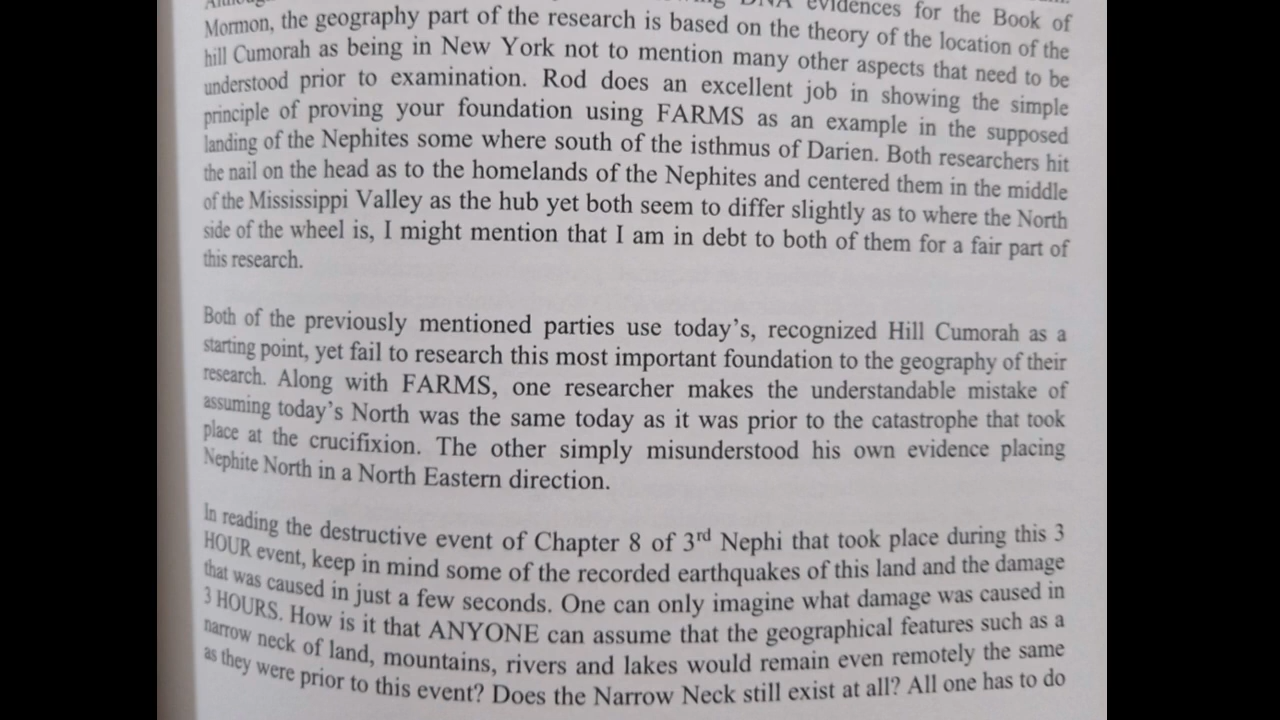 DNA evidences for the Book of
Mormon, the geography part of the research is based on the theory of the location of the
hill Cumorah as being in New York not to mention many other aspects that need to be
understood prior to examination. Rod does an excellent job in showing the simple
principle of proving your foundation using FARMS as an example in the supposed
landing of the Nephites some where south of the isthmus of Darien. Both researchers hit
the nail on the head as to the homelands of the Nephites and centered them in the middle
of the Mississippi Valley as the hub yet both seem to differ slightly as to where the North
side of the wheel is, I might mention that I am in debt to both of them for a fair part of
this research.
Both of the previously mentioned parties use today's, recognized Hill Cumorah as a
starting point, yet fail to research this most important foundation to the geography of their
research. Along with FARMS, one researcher makes the understandable mistake of
assuming today's North was the same today as it was prior to the catastrophe that took
place at the crucifixion. The other simply misunderstood his own evidence placing
Nephite North in a North Eastern direction.
In reading the destructive event of Chapter 8 of 3rd Nephi that took place during this 3
HOUR event, keep in mind some of the recorded earthquakes of this land and the damage
that was caused in just a few seconds. One can only imagine what damage was caused in
3 HOURS. How is it that ANYONE can assume that the geographical features such as a
narrow neck of land, mountains, rivers and lakes would remain even remotely the same
as they were prior to this event? Does the Narrow Neck still exist at all? All one has to do